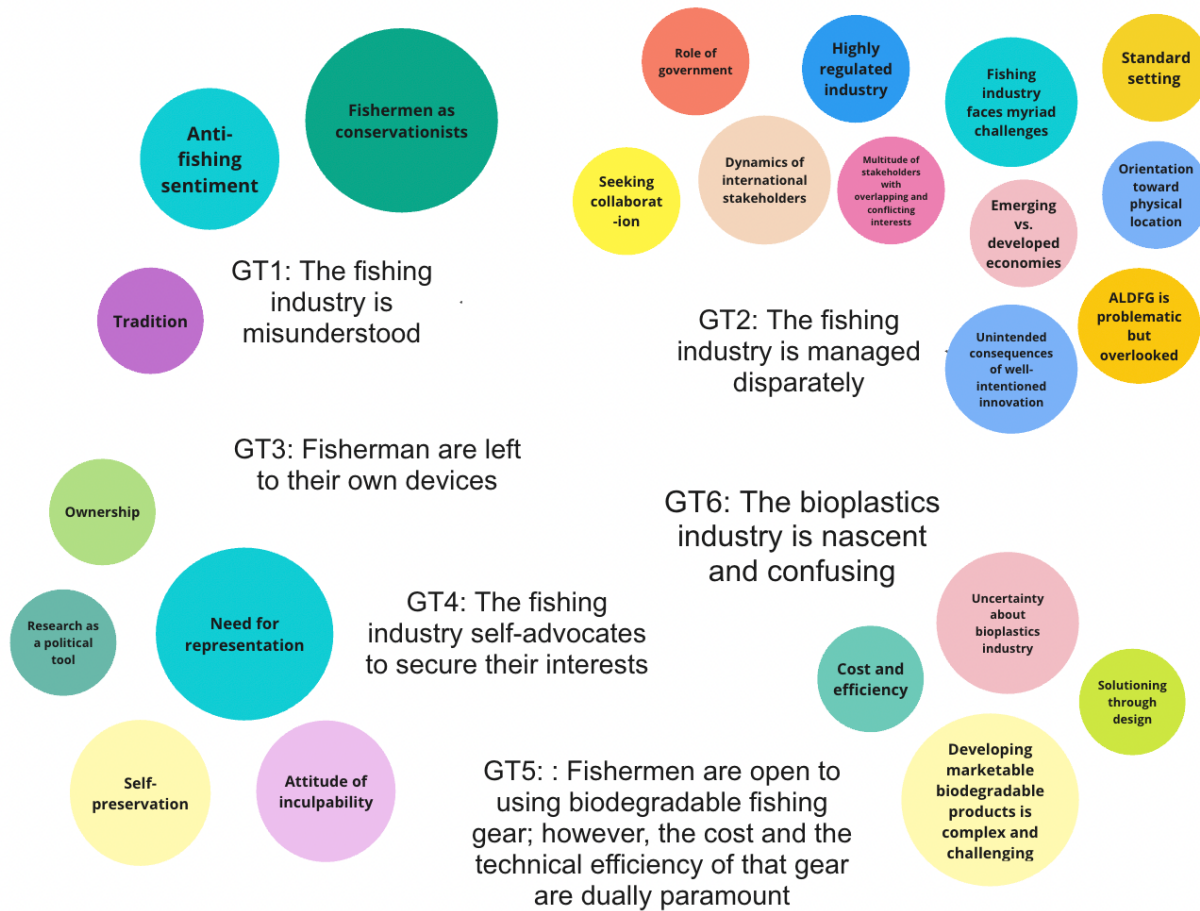 Fishermen as
conservationists
Anti-
fishing
sentiment
Tradition
GT1: The fishing
industry is
misunderstood
Role of
government
Highly
regulated
industry
Fishing
industry
faces myriad
challenges
Standard
setting
Seeking
collaborat
-ion
Dynamics of
international
stakeholders
Multitude of
stakeholders
with
overlapping and
conflicting
interests
Emerging
vs.
developed
economies
Orientation
toward
physical
location
GT2: The fishing
industry is managed
disparately
Unintended
consequences
of well-
intentioned
innovation
ALDFG is
problematic
but
overlooked
GT3: Fisherman are left
to their own devices
Ownership
Research as
a political
tool
Need for
representation
GT4: The fishing
industry self-advocates
to secure their interests
Self-
preservation
Attitude of
inculpability
GT6: The bioplastics
industry is nascent
and confusing
Uncertainty
about
bioplastics
industry
Cost and
efficiency
Solutioning
through
design
Developing
marketable
biodegradable
products is
complex and
challenging
GT5: : Fishermen are open to
using biodegradable fishing
gear; however, the cost and the
technical efficiency of that gear
are dually paramount